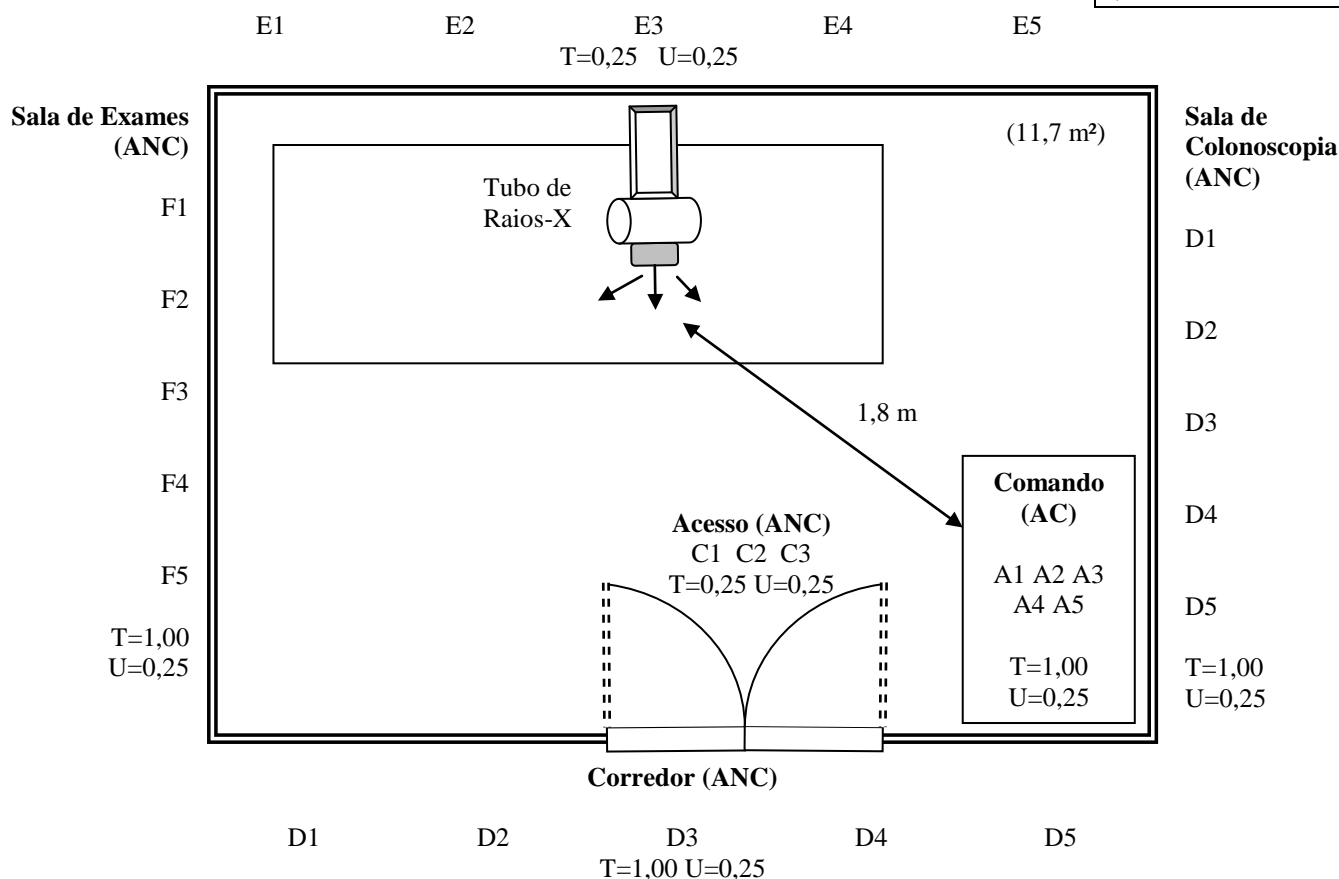 E1 E2 E3 E4 E5
T=0,25 U=0,25
Sala de Exames
(ANC)
F1
F2
F3
F4
F5
T=1,00
U=0,25
(11,7 m²)
Tubo de
Raios-X
1,8 m
Comando
(AC)
A1 A2 A3
A4 A5
T=1,00
U=0,25
Acesso (ANC)
C1 C2 C3
T=0,25 U=0,25
Sala de
Colonoscopia
(ANC)
D1
D2
D3
D4
D5
T=1,00
U=0,25
Corredor (ANC)
D1 D2 D3 D4 D5
T=1,00 U=0,25